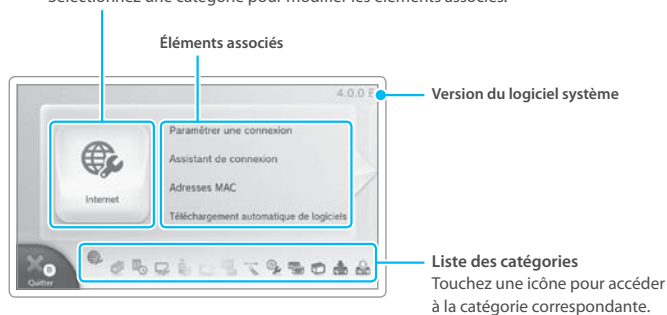 Sélectionnez une catégorie pour modifier les éléments associés.
Éléments associés
4.0.0 E
Version du logiciel système
Paramétrer une connexion
Assistant de connexion
Adresses MAC
Téléchargement automatique de logiciels
Internet
Quitter
Liste des catégories
Touchez une icône pour accéder
à la catégorie correspondante.